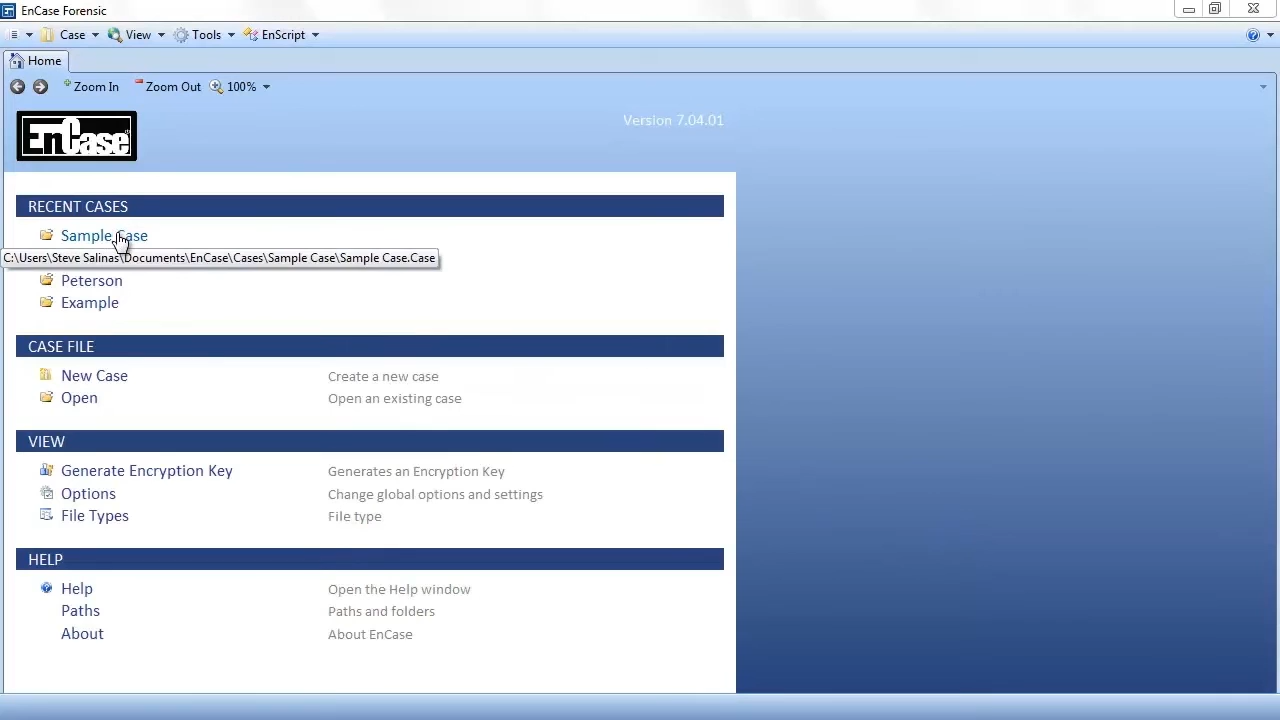 EnCase Forensic
Case View Tools EnScript
Home
Zoom In Zoom Out 100%
EnCase
Version 7.04.01
RECENT CASES
Sample Case
C:\Users\Steve Salinas\Documents\EnCase\Cases\Sample Case\Sample Case.Case
Peterson
Example
CASE FILE
New Case Create a new case
Open Open an existing case
VIEW
Generate Encryption Key Generates an Encryption Key
Options Change global options and settings
File Types File type
HELP
Help Open the Help window
Paths Paths and folders
About About EnCase